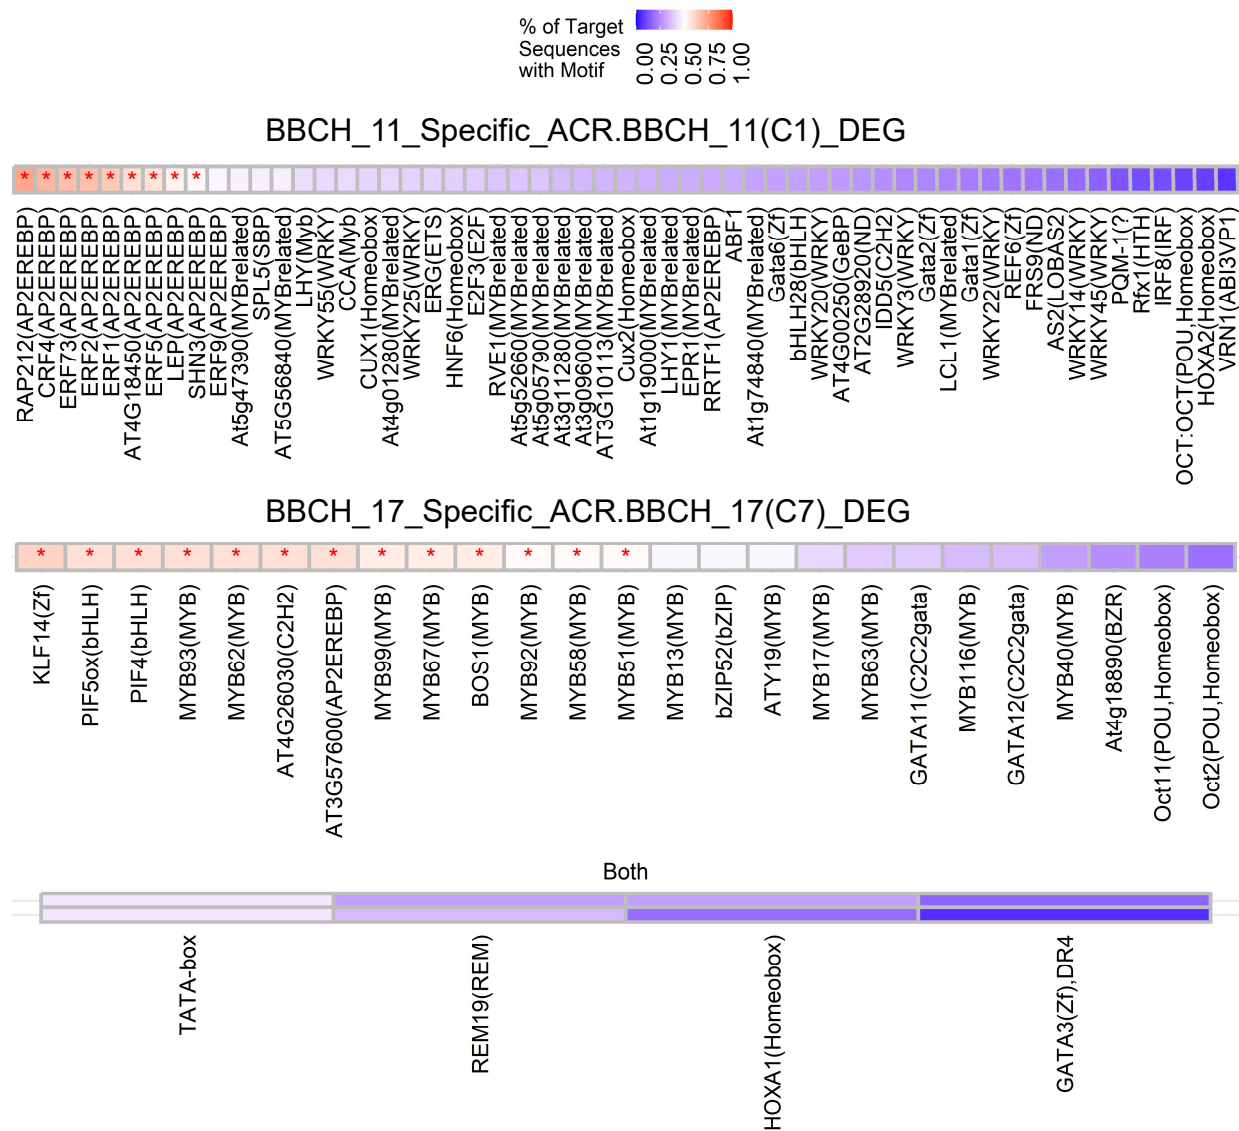 % of Target
Sequences
with Motif
0.00
0.25
0.50
0.75
1.00
BBCH_11_Specific_ACR.BBCH_11(C1)_DEG
* * * * * * * * *
RAP212(AP2EREBP)
CRF4(AP2EREBP)
ERF73(AP2EREBP)
ERF2(AP2EREBP)
ERF1(AP2EREBP)
AT4G18450(AP2EREBP)
ERF5(AP2EREBP)
LEP(AP2EREBP)
SHN3(AP2EREBP)
ERF9(AP2EREBP)
At5g47390(MYBrelated)
SPL5(SBP)
AT5G56840(MYBrelated)
LHY(Myb)
WRKY55(WRKY)
CCA(Myb)
CUX1(Homeobox)
At4g01280(MYBrelated)
WRKY25(WRKY)
ERG(ETS)
HNF6(Homeobox)
E2F3(E2F)
RVE1(MYBrelated)
At5g52660(MYBrelated)
At5g05790(MYBrelated)
At3g11280(MYBrelated)
At3g09600(MYBrelated)
AT3G10113(MYBrelated)
Cux2(Homeobox)
At1g19000(MYBrelated)
LHY1(MYBrelated)
EPR1(MYBrelated)
RRTF1(AP2EREBP)
ABF1
At1g74840(MYBrelated)
Gata6(Zf)
bHLH28(bHLH)
WRKY20(WRKY)
AT4G00250(GeBP)
AT2G28920(ND)
IDD5(C2H2)
WRKY3(WRKY)
Gata2(Zf)
LCL1(MYBrelated)
Gata1(Zf)
WRKY22(WRKY)
REF6(Zf)
FRS9(ND)
AS2(LOBAS2)
WRKY14(WRKY)
WRKY45(WRKY)
PQM-1(?)
Rfx1(HTH)
IRF8(IRF)
OCT:OCT(POU,Homeobox)
HOXA2(Homeobox)
VRN1(ABI3VP1)
BBCH_17_Specific_ACR.BBCH_17(C7)_DEG
* * * * * * * * * * * * *
KLF14(Zf)
PIF5ox(bHLH)
PIF4(bHLH)
MYB93(MYB)
MYB62(MYB)
AT4G26030(C2H2)
AT3G57600(AP2EREBP)
MYB99(MYB)
MYB67(MYB)
BOS1(MYB)
MYB92(MYB)
MYB58(MYB)
MYB51(MYB)
MYB13(MYB)
bZIP52(bZIP)
ATY19(MYB)
MYB17(MYB)
MYB63(MYB)
GATA11(C2C2gata)
MYB116(MYB)
GATA12(C2C2gata)
MYB40(MYB)
At4g18890(BZR)
Oct11(POU,Homeobox)
Oct2(POU,Homeobox)
Both
TATA-box
REM19(REM)
HOXA1(Homeobox)
GATA3(Zf),DR4